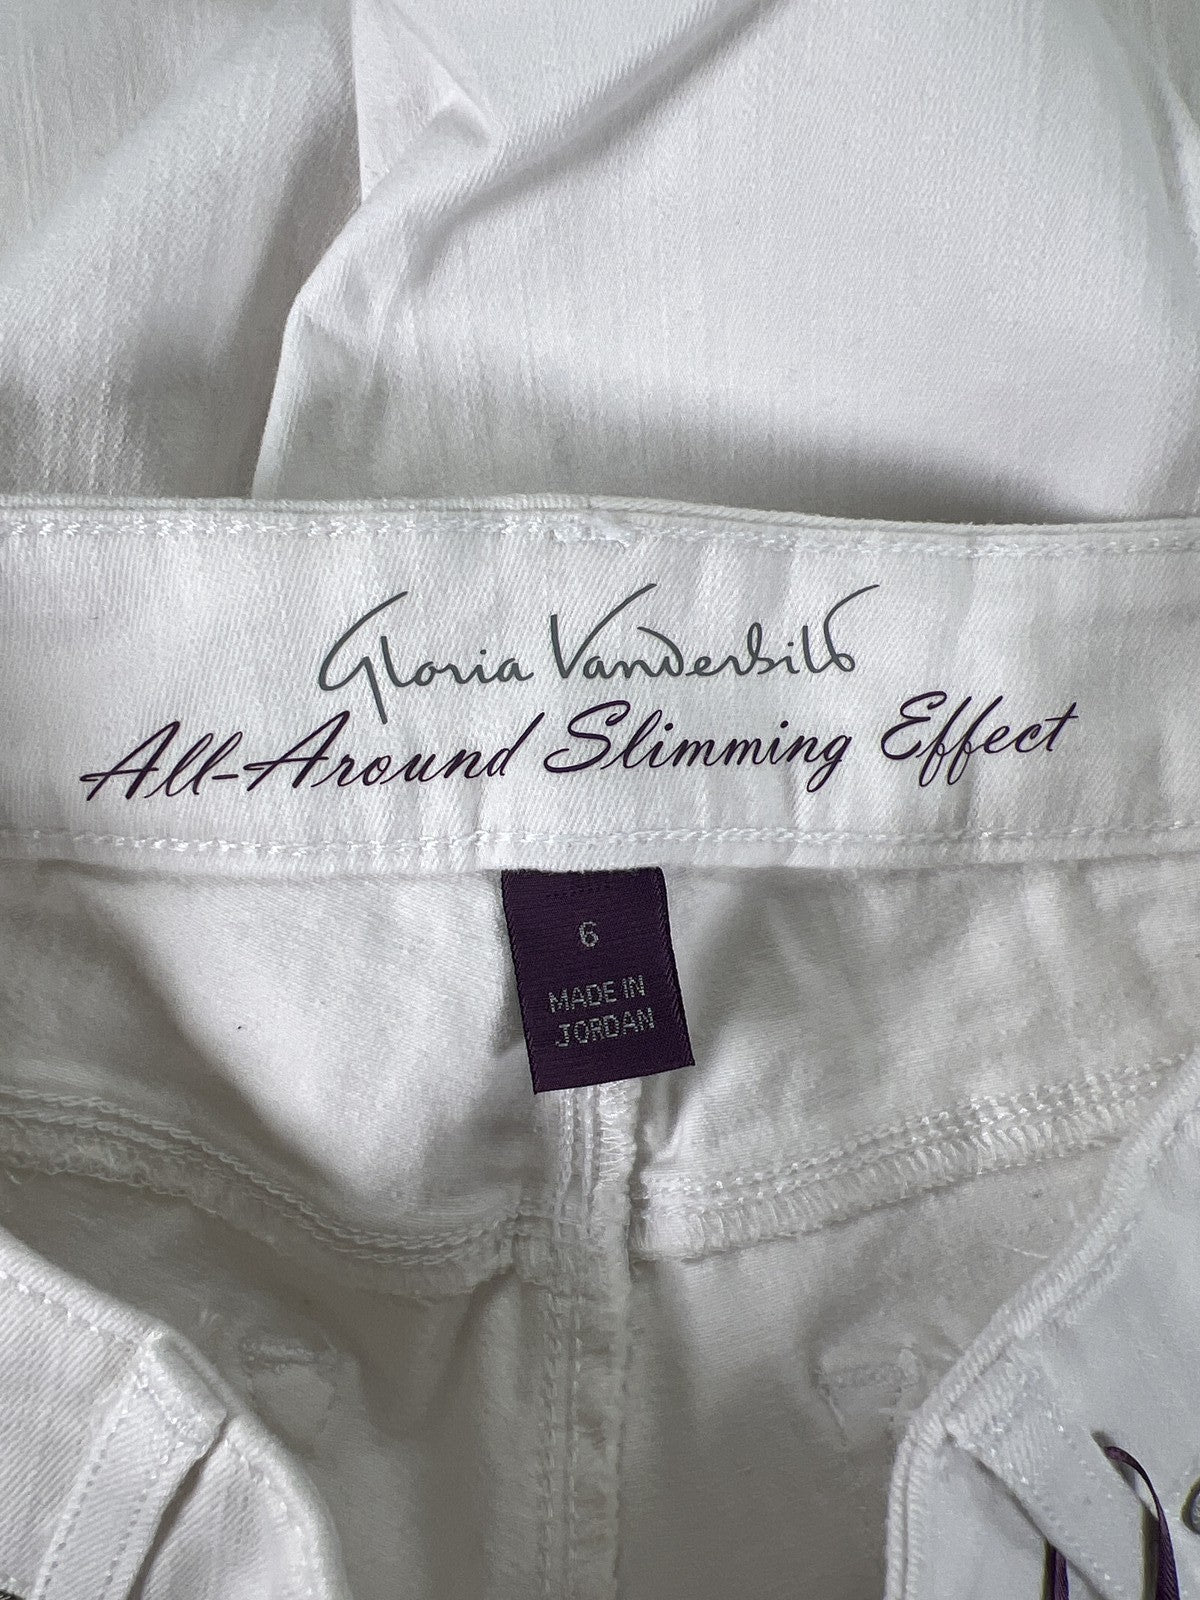 Gloria Vanderbilt
All-Around Slimming Effect
6
MADE IN
JORDAN